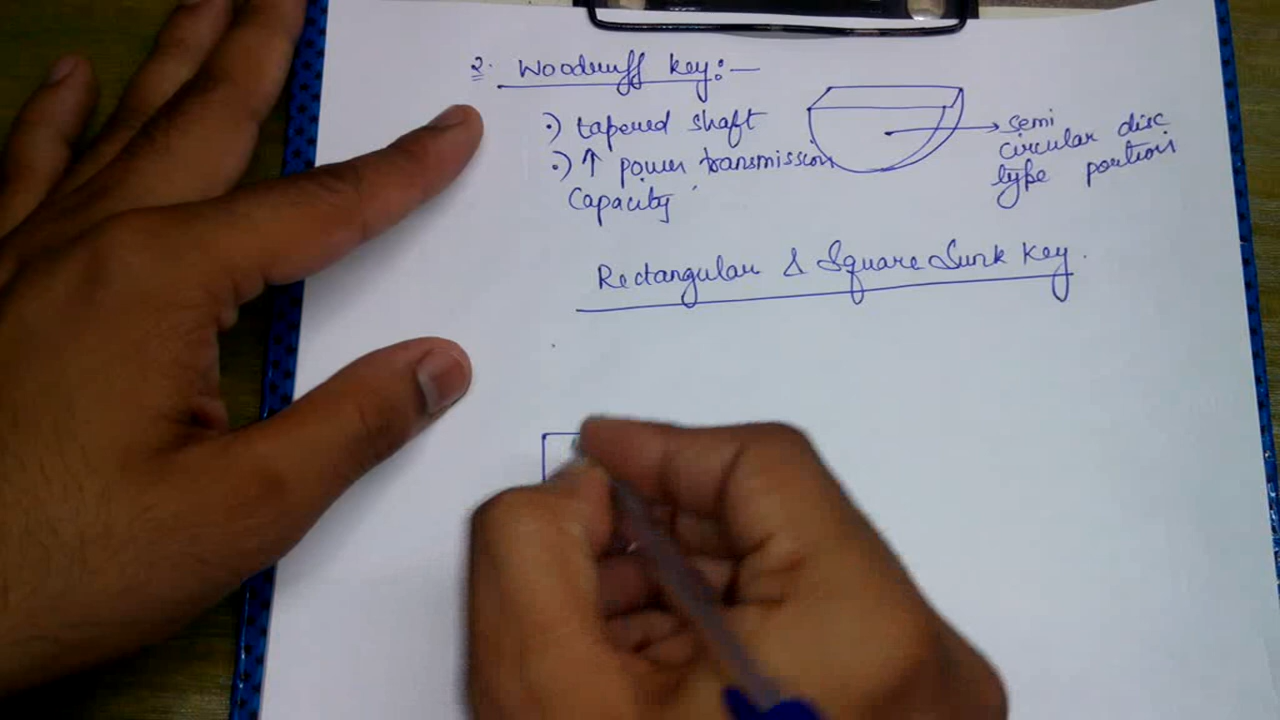 2. Woodruff key:-
.) tapered shaft
.) ↑ power transmission
Capacity
semi
circular disc
type portion
Rectangular & Square Sunk Key.